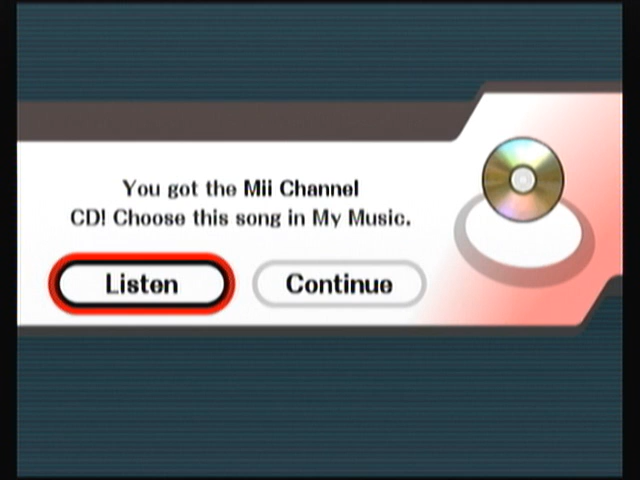 You got the Mii Channel
CD! Choose this song in My Music.
Listen
Continue